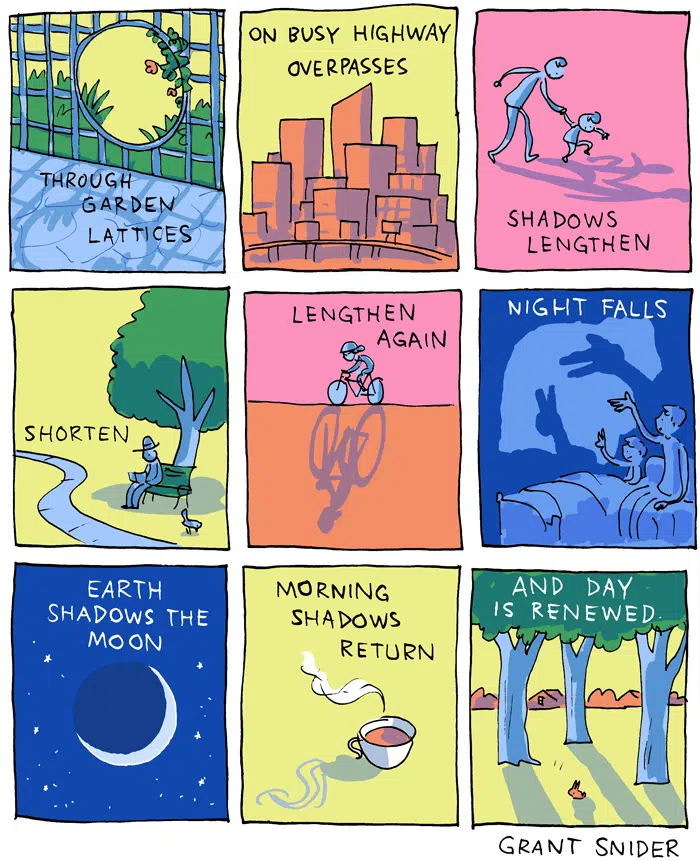 THROUGH
GARDEN
LATTICES
ON BUSY HIGHWAY
OVERPASSES
SHADOWS
LENGTHEN
SHORTEN
LENGTHEN
AGAIN
NIGHT FALLS
EARTH
SHADOWS THE
MOON
MORNING
SHADOWS
RETURN
AND DAY
IS RENEWED.
GRANT SNIDER